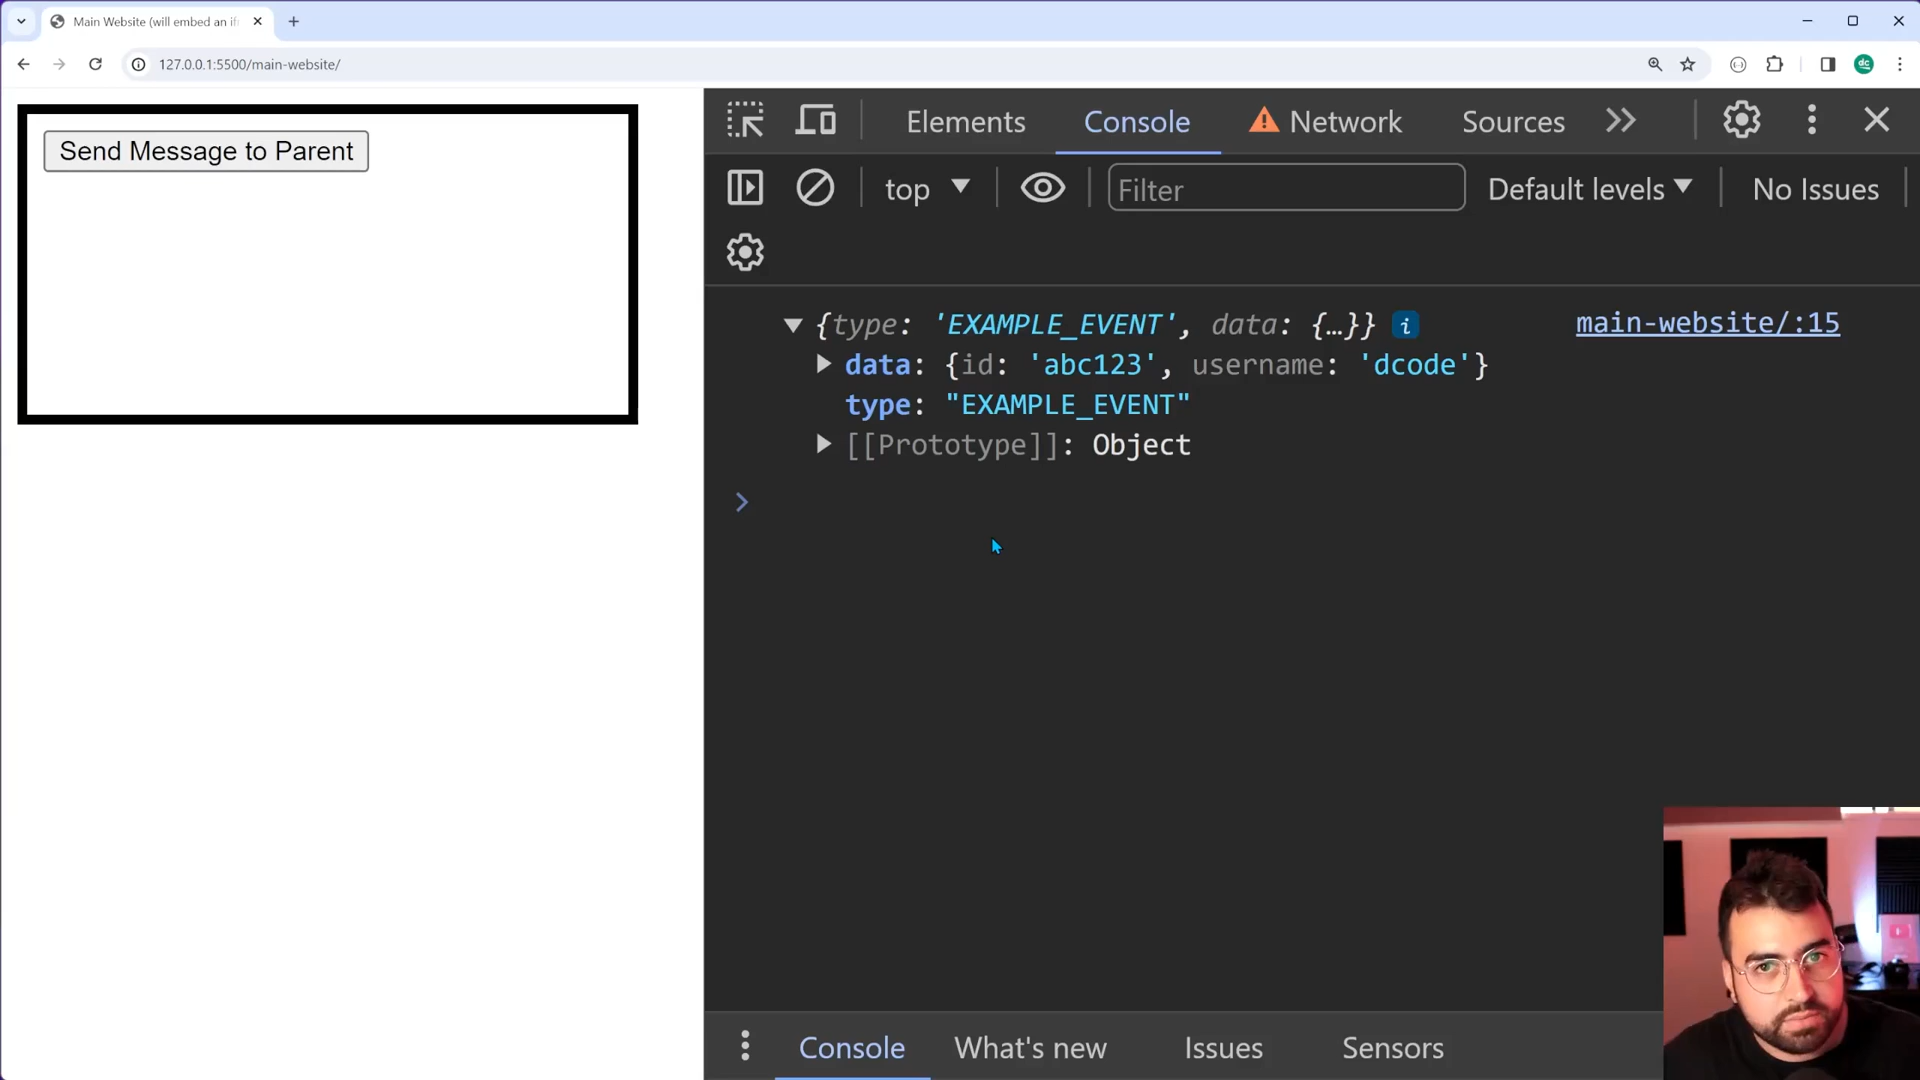 Main Website (will embed an if
127.0.0.1:5500/main-website/
Send Message to Parent
Elements
Console
Network
Sources
top
Filter
Default levels
No Issues
{type: 'EXAMPLE_EVENT', data: {…}} i
main-website/:15
data: {id: 'abc123', username: 'dcode'}
type: "EXAMPLE_EVENT"
[[Prototype]]: Object
Console
What's new
Issues
Sensors